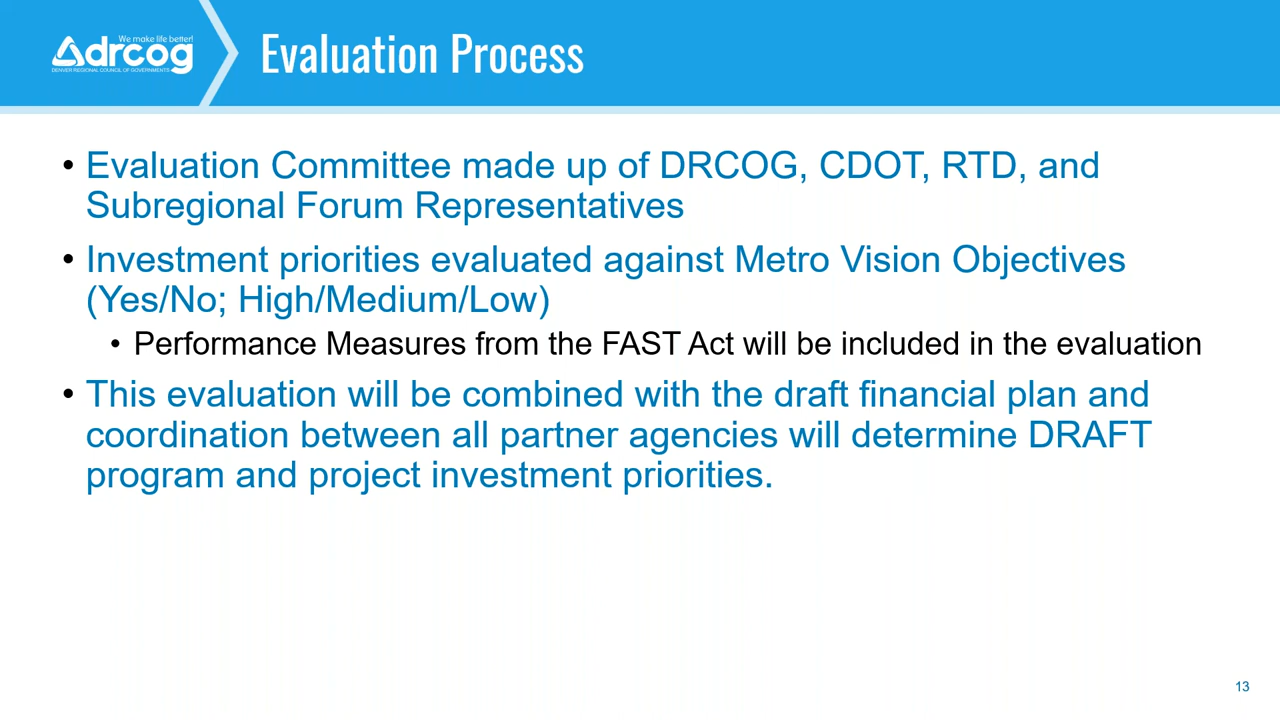 We make life better!
drcog
DENVER REGIONAL COUNCIL OF GOVERNMENTS
Evaluation Process
• Evaluation Committee made up of DRCOG, CDOT, RTD, and
Subregional Forum Representatives
• Investment priorities evaluated against Metro Vision Objectives
(Yes/No; High/Medium/Low)
• Performance Measures from the FAST Act will be included in the evaluation
• This evaluation will be combined with the draft financial plan and
coordination between all partner agencies will determine DRAFT
program and project investment priorities.
13